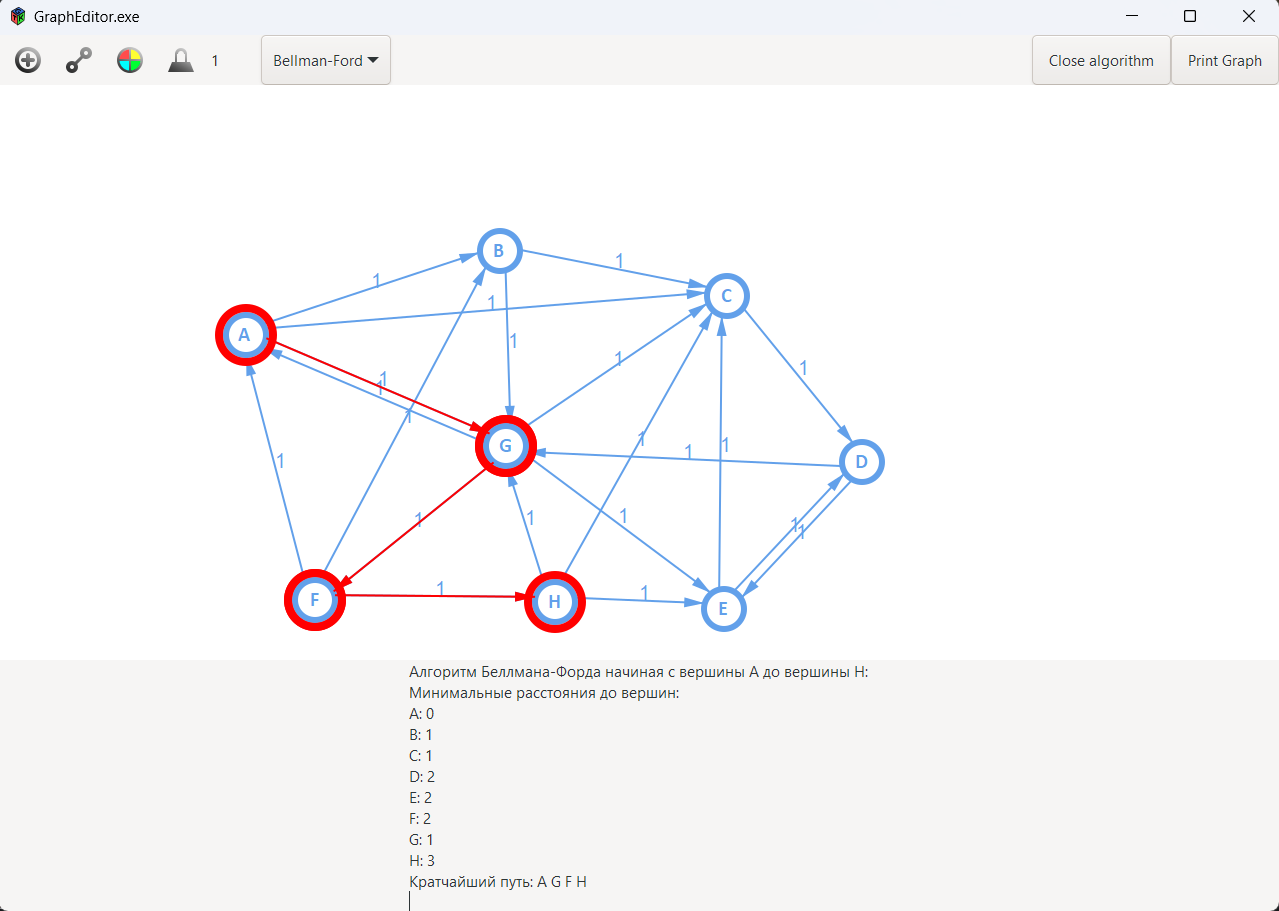 GraphEditor.exe
1
Bellman-Ford
Close algorithm
Print Graph
B
1
1
C
1
A
1
1
1
1
1
1
G
1
1
1
D
1
1
1
1
1
1
1
F
1
H
1
E
Алгоритм Беллмана-Форда начиная с вершины A до вершины H:
Минимальные расстояния до вершин:
A: 0
B: 1
C: 1
D: 2
E: 2
F: 2
G: 1
H: 3
Кратчайший путь: A G F H